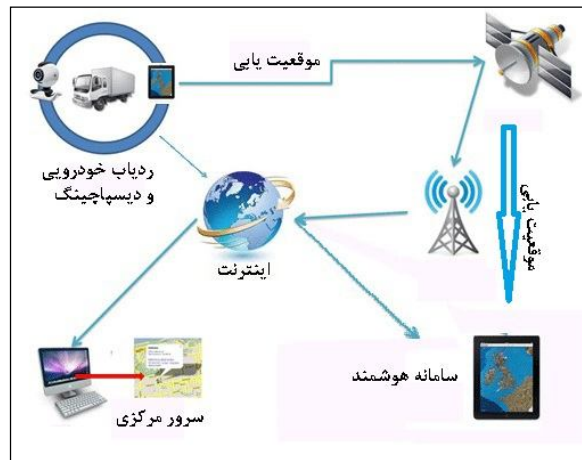 موقعیت یابی
ردیاب خودرویی
و دیسپاچینگ
موقعیت یابی
اینترنت
سامانه هوشمند
سرور مرکزی